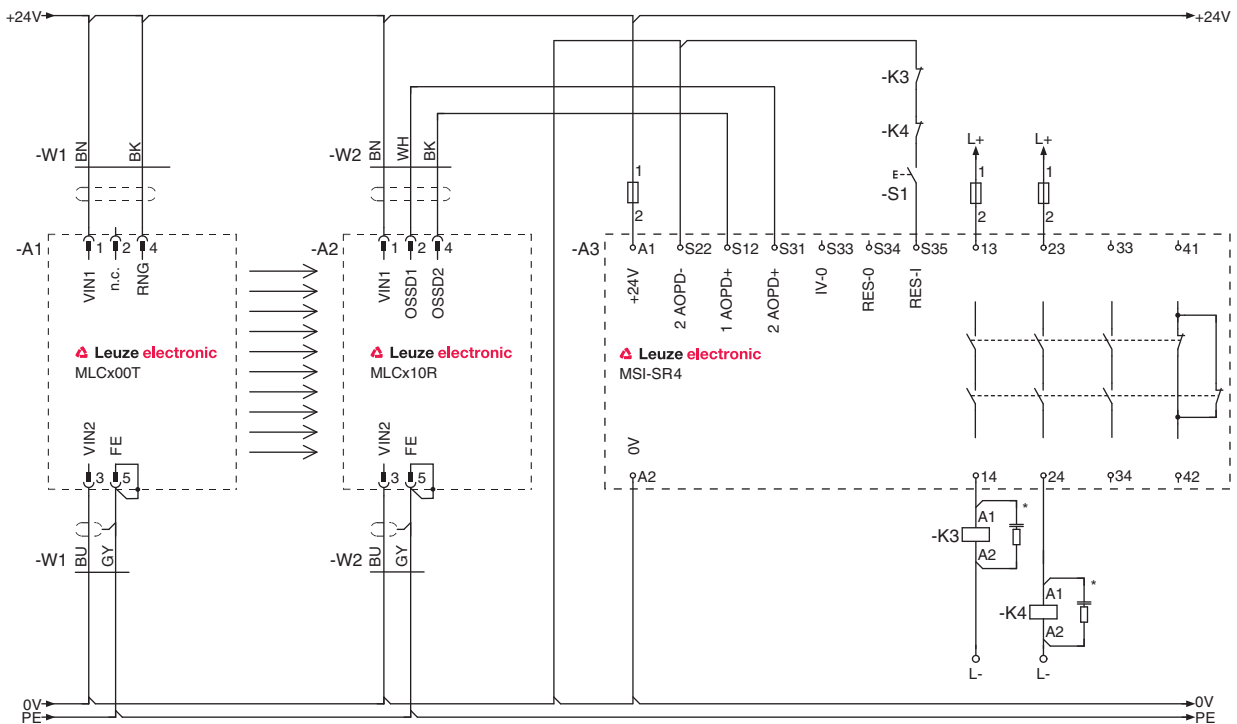 +24V +24V
-K3
-K4
L+ L+
-W1 BN BK
-W2 BN WH BK
1 2
E-
-S1
1 2
1 2
-A1 1 2 4
VIN1 n.c. RNG
-A2 1 2 4
VIN1 OSSD1 OSSD2
-A3 A1 S22 S12 S31 S33 S34 S35 13 23 33 41
+24V 2 AOPD- 1 AOPD+ 2 AOPD+ IV-0 RES-0 RES-I
Leuze electronic
MLCx00T
Leuze electronic
MLCx10R
Leuze electronic
MSI-SR4
VIN2 FE
3 5
VIN2 FE
3 5
0V
A2 14 24 34 42
-K3 A1 A2 *
-W1 BU GY
-W2 BU GY
-K4 A1 A2 *
L- L-
0V 0V
PE PE